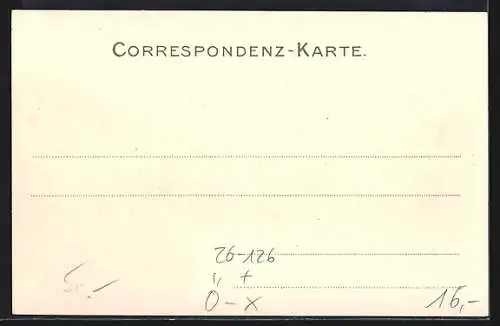 CORRESPONDENZ-KARTE.
26-126
" +
0 - X
5.-
16,-